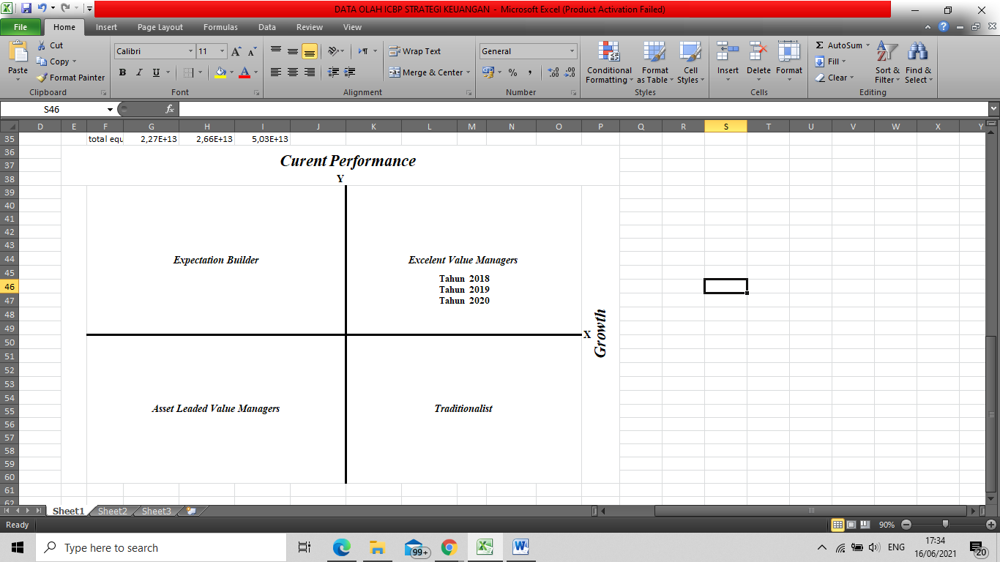 DATA OLAH ICBP STRATEGI KEUANGAN - Microsoft Excel (Product Activation Failed)
File Home Insert Page Layout Formulas Data Review View
Paste
Cut
Copy
Format Painter
Clipboard
Calibri 11
B I U
Font
Wrap Text
Merge & Center
Alignment
General
Number
Conditional Formatting
Format as Table
Cell Styles
Styles
Insert Delete Format
Cells
AutoSum
Fill
Clear
Sort & Filter
Find & Select
Editing
S46 fx
D E F G H I J K L M N O P Q R S T U V W X Y
35 total equ 2,27E+13 2,66E+13 5,03E+13
36
37
38
39
40
41
42
43
44
45
46
47
48
49
50
51
52
53
54
55
56
57
58
59
60
61
62
Curent Performance
Y
Expectation Builder
Excelent Value Managers
Tahun 2018
Tahun 2019
Tahun 2020
X
Growth
Asset Leaded Value Managers
Traditionalist
Sheet1 Sheet2 Sheet3
Ready
90%
Type here to search
99+
ENG
17:34
16/06/2021
20